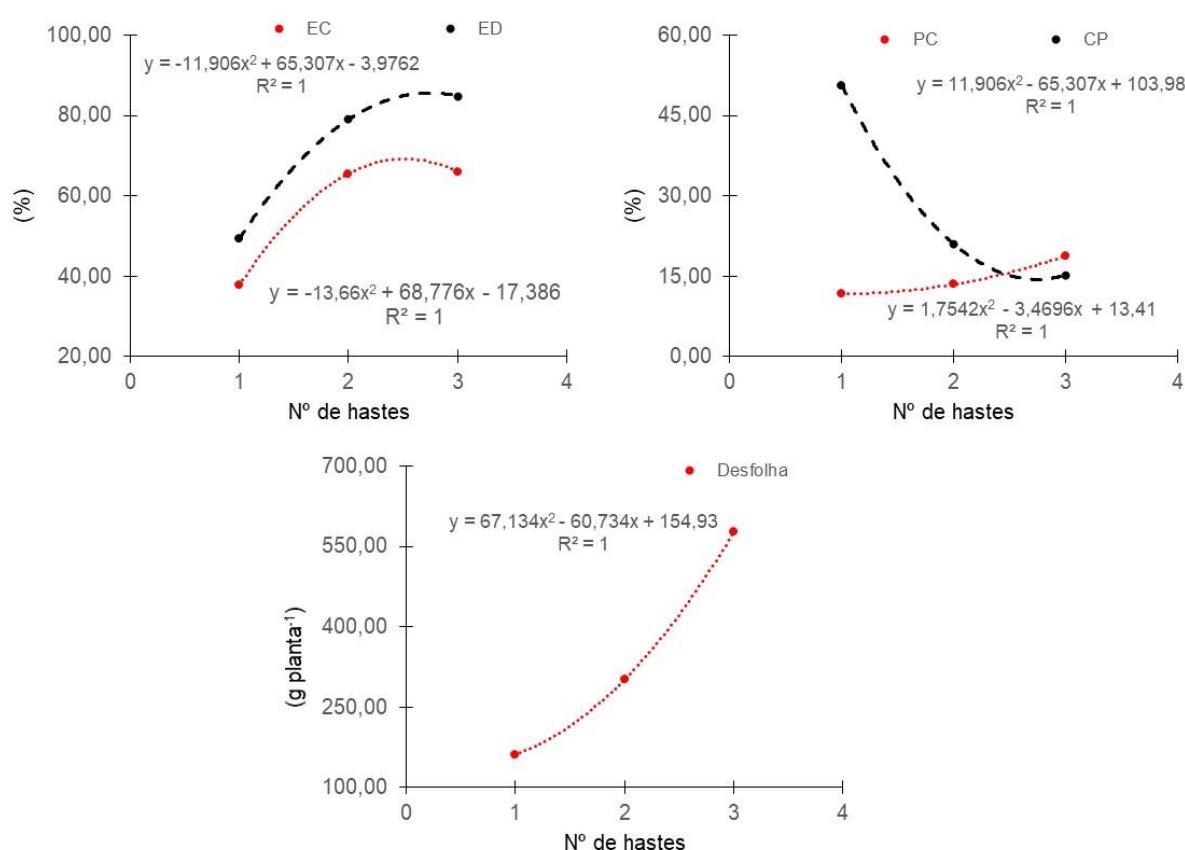 EC ED
y = -11,906x² + 65,307x - 3,9762
R² = 1
100,00
80,00
60,00
40,00
20,00
(%)
y = -13,66x² + 68,776x - 17,386
R² = 1
0 1 2 3 4
Nº de hastes
PC CP
y = 11,906x² - 65,307x + 103,98
R² = 1
60,00
45,00
30,00
15,00
0,00
(%)
y = 1,7542x² - 3,4696x + 13,41
R² = 1
0 1 2 3 4
Nº de hastes
Desfolha
y = 67,134x² - 60,734x + 154,93
R² = 1
700,00
550,00
400,00
250,00
100,00
(g planta⁻¹)
0 1 2 3 4
Nº de hastes